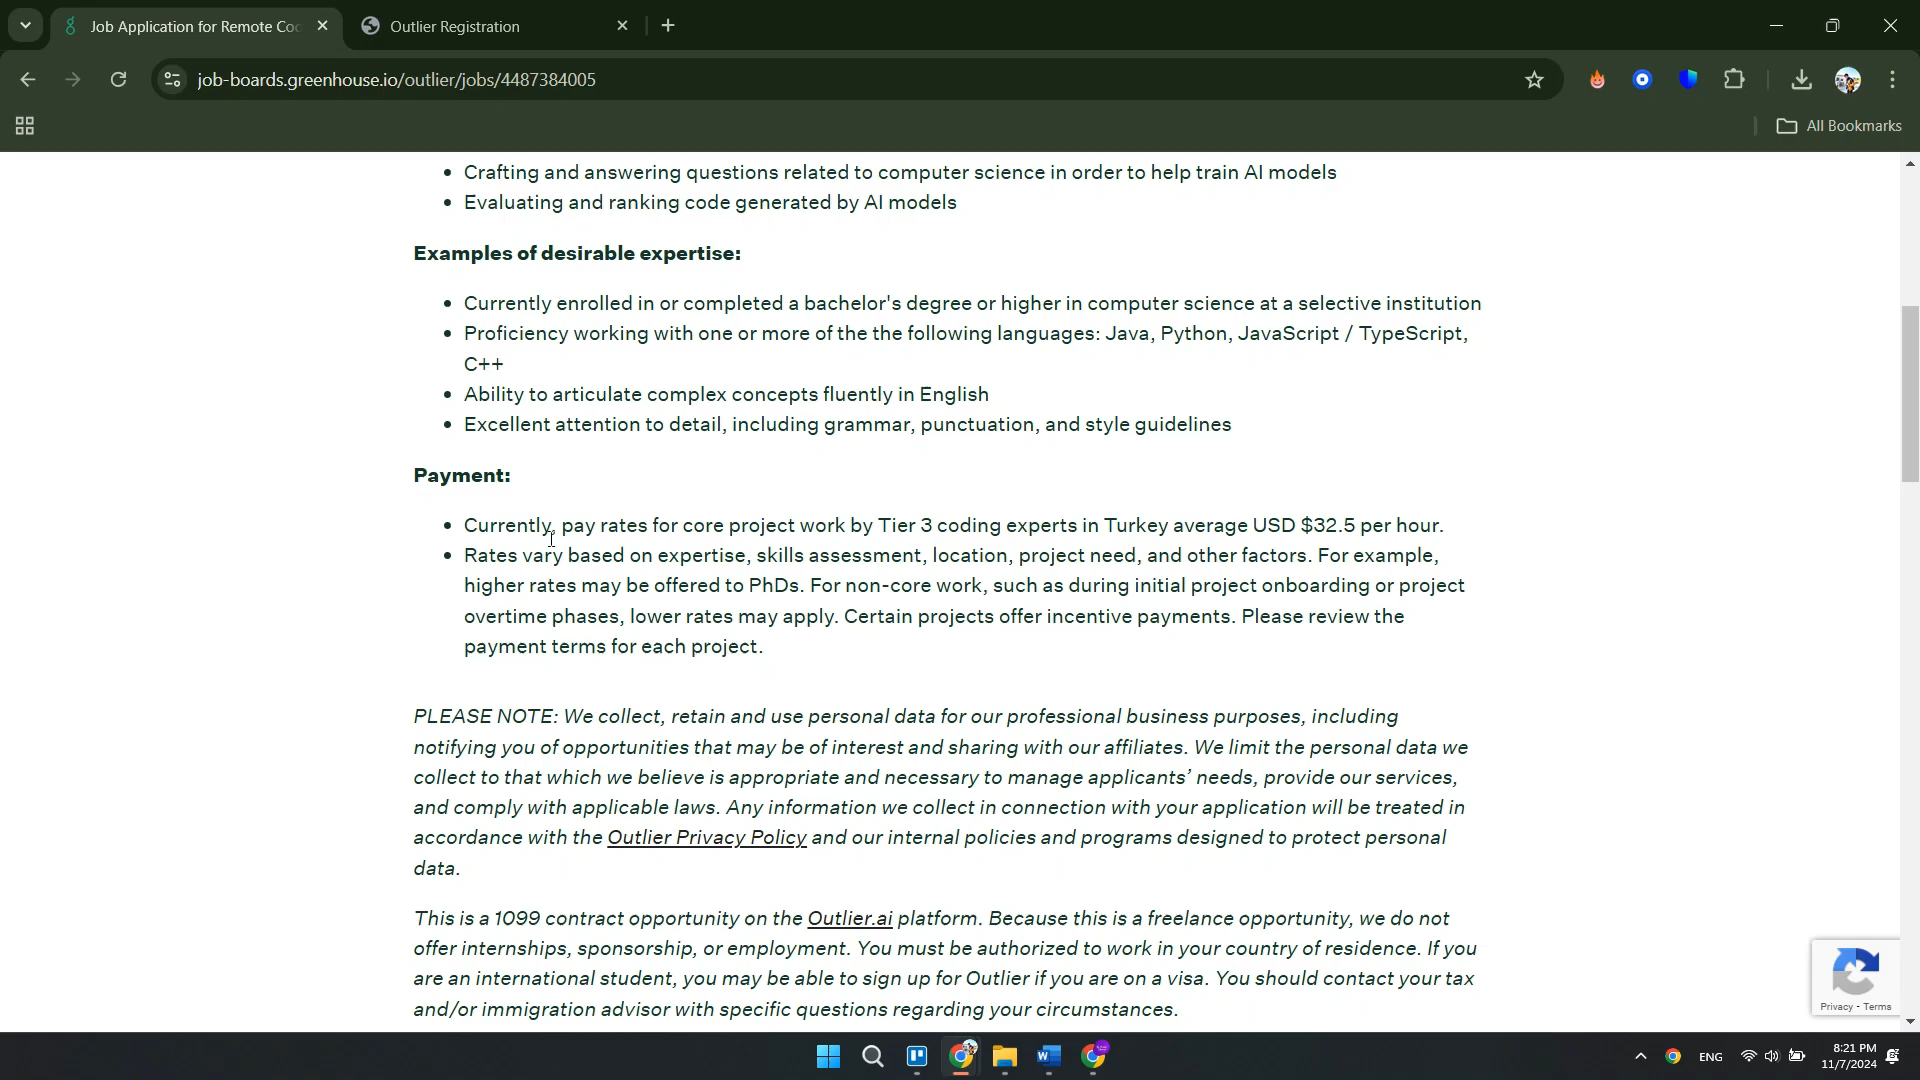 Job Application for Remote Co
Outlier Registration
job-boards.greenhouse.io/outlier/jobs/4487384005
All Bookmarks
• Crafting and answering questions related to computer science in order to help train AI models
• Evaluating and ranking code generated by AI models
Examples of desirable expertise:
• Currently enrolled in or completed a bachelor's degree or higher in computer science at a selective institution
• Proficiency working with one or more of the the following languages: Java, Python, JavaScript / TypeScript,
C++
• Ability to articulate complex concepts fluently in English
• Excellent attention to detail, including grammar, punctuation, and style guidelines
Payment:
• Currently, pay rates for core project work by Tier 3 coding experts in Turkey average USD $32.5 per hour.
• Rates vary based on expertise, skills assessment, location, project need, and other factors. For example,
higher rates may be offered to PhDs. For non-core work, such as during initial project onboarding or project
overtime phases, lower rates may apply. Certain projects offer incentive payments. Please review the
payment terms for each project.
PLEASE NOTE: We collect, retain and use personal data for our professional business purposes, including
notifying you of opportunities that may be of interest and sharing with our affiliates. We limit the personal data we
collect to that which we believe is appropriate and necessary to manage applicants’ needs, provide our services,
and comply with applicable laws. Any information we collect in connection with your application will be treated in
accordance with the Outlier Privacy Policy and our internal policies and programs designed to protect personal
data.
This is a 1099 contract opportunity on the Outlier.ai platform. Because this is a freelance opportunity, we do not
offer internships, sponsorship, or employment. You must be authorized to work in your country of residence. If you
are an international student, you may be able to sign up for Outlier if you are on a visa. You should contact your tax
and/or immigration advisor with specific questions regarding your circumstances.
Privacy - Terms
ENG
8:21 PM
11/7/2024